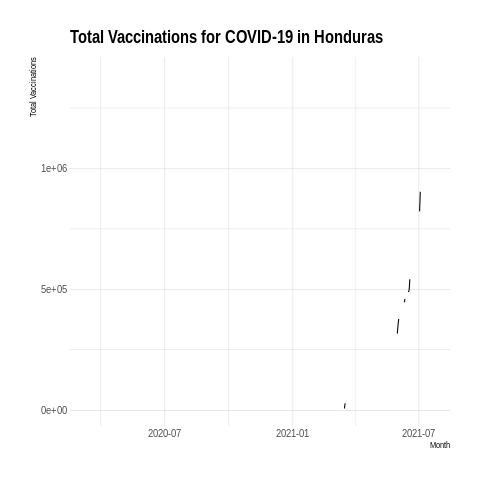 Total Vaccinations for COVID-19 in Honduras
Total Vaccinations
1e+06
5e+05
0e+00
2020-07 2021-01 2021-07
Month